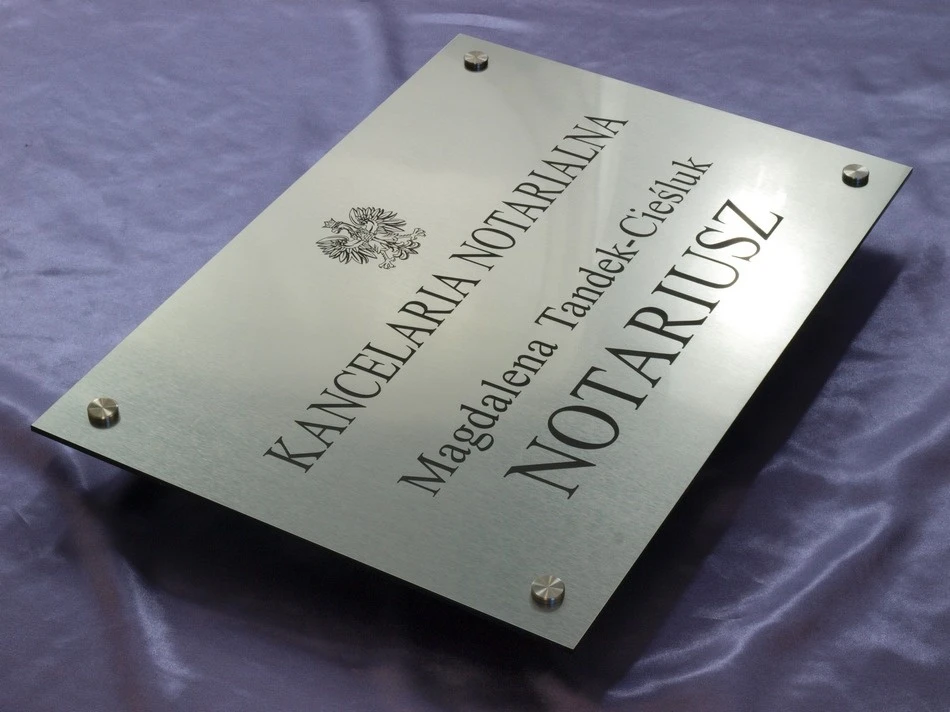 KANCELARIA NOTARIALNA
Magdalena Tandek-Cieśluk
NOTARIUSZ